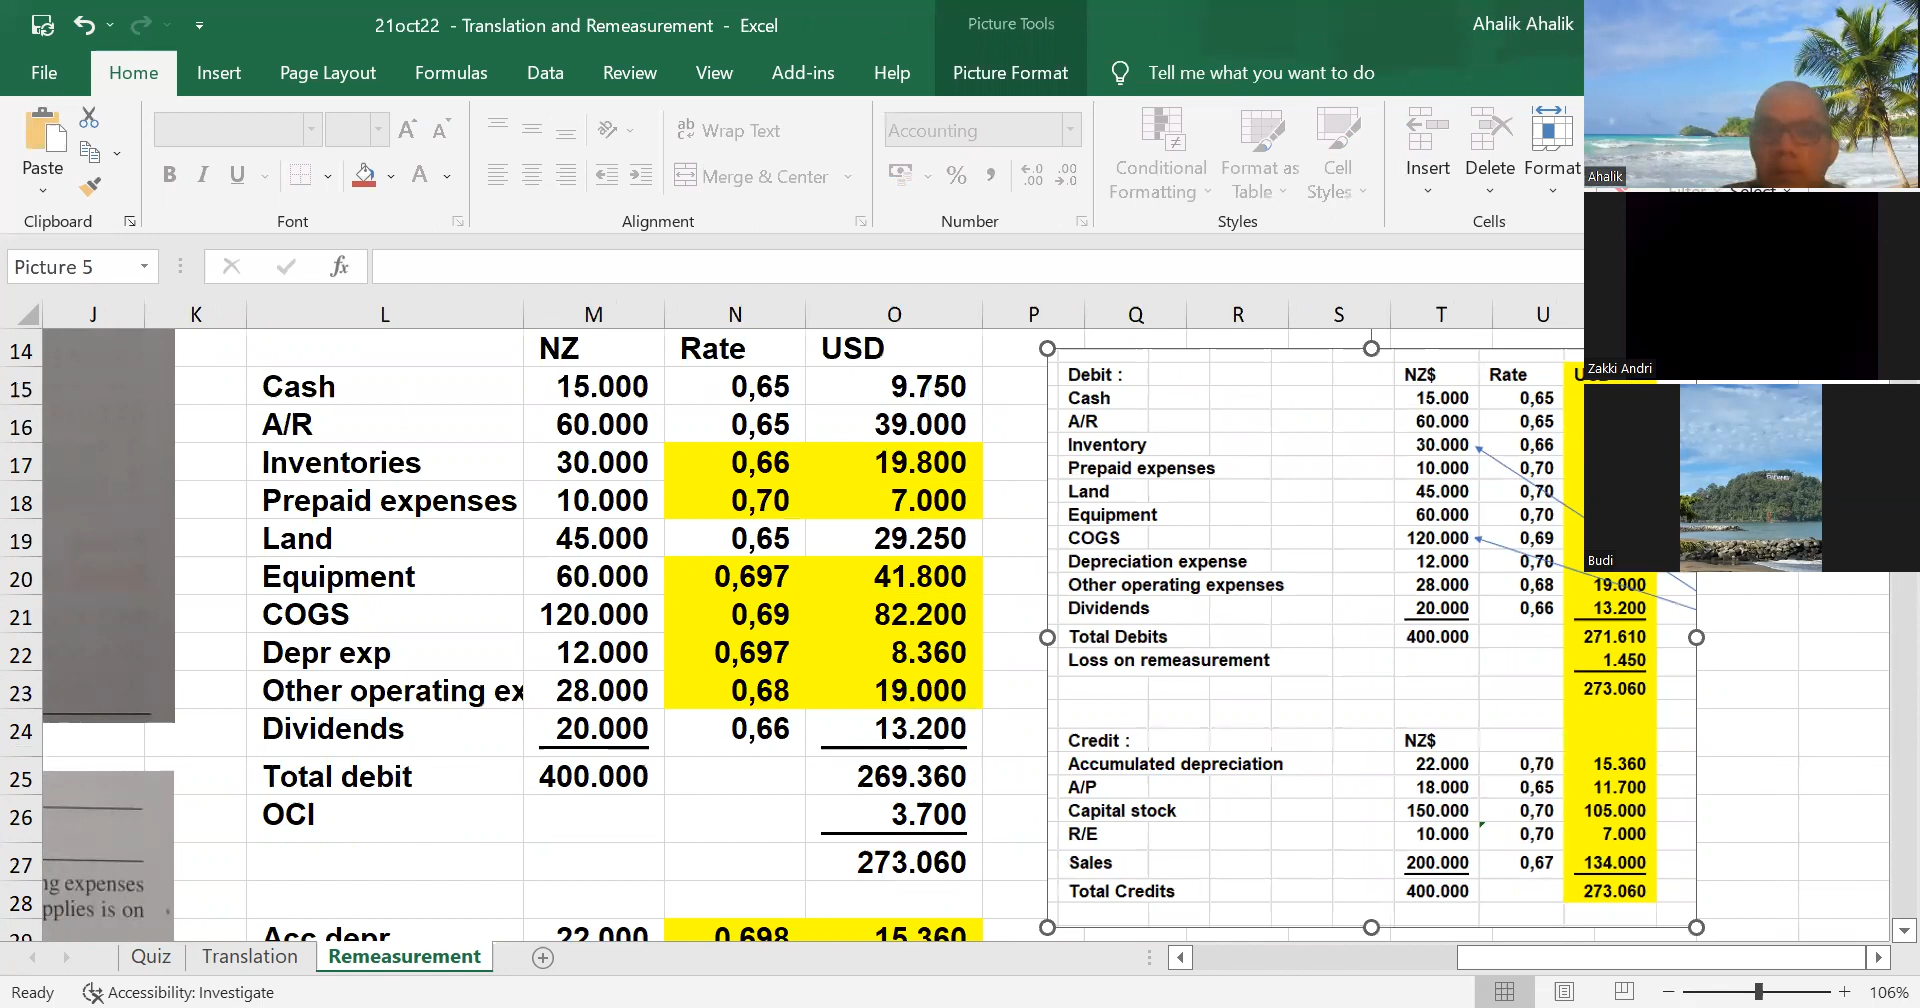 21oct22 - Translation and Remeasurement - Excel
Picture Tools
Ahalik Ahalik
File Home Insert Page Layout Formulas Data Review View Add-ins Help Picture Format Tell me what you want to do
Paste
Clipboard
B I U
Font
ab Wrap Text
Merge & Center
Alignment
Accounting
Number
Conditional Formatting
Format as Table
Cell Styles
Styles
Insert
Delete
Format
Cells
Ahalik
Zakki Andri
Budi
Picture 5
fx
J K L M N O P Q R S T U
14 NZ Rate USD
15 Cash 15.000 0,65 9.750
16 A/R 60.000 0,65 39.000
17 Inventories 30.000 0,66 19.800
18 Prepaid expenses 10.000 0,70 7.000
19 Land 45.000 0,65 29.250
20 Equipment 60.000 0,697 41.800
21 COGS 120.000 0,69 82.200
22 Depr exp 12.000 0,697 8.360
23 Other operating ex 28.000 0,68 19.000
24 Dividends 20.000 0,66 13.200
25 Total debit 400.000 269.360
26 OCI 3.700
27 273.060
28
29 Acc depr 22.000 0,698 15.360
ng expenses
pplies is on
Debit : NZ$ Rate
Cash 15.000 0,65
A/R 60.000 0,65
Inventory 30.000 0,66
Prepaid expenses 10.000 0,70
Land 45.000 0,70
Equipment 60.000 0,70
COGS 120.000 0,69
Depreciation expense 12.000 0,70
Other operating expenses 28.000 0,68 19.000
Dividends 20.000 0,66 13.200
Total Debits 400.000 271.610
Loss on remeasurement 1.450
273.060
Credit : NZ$
Accumulated depreciation 22.000 0,70 15.360
A/P 18.000 0,65 11.700
Capital stock 150.000 0,70 105.000
R/E 10.000 0,70 7.000
Sales 200.000 0,67 134.000
Total Credits 400.000 273.060
Quiz Translation Remeasurement
Ready Accessibility: Investigate
106%